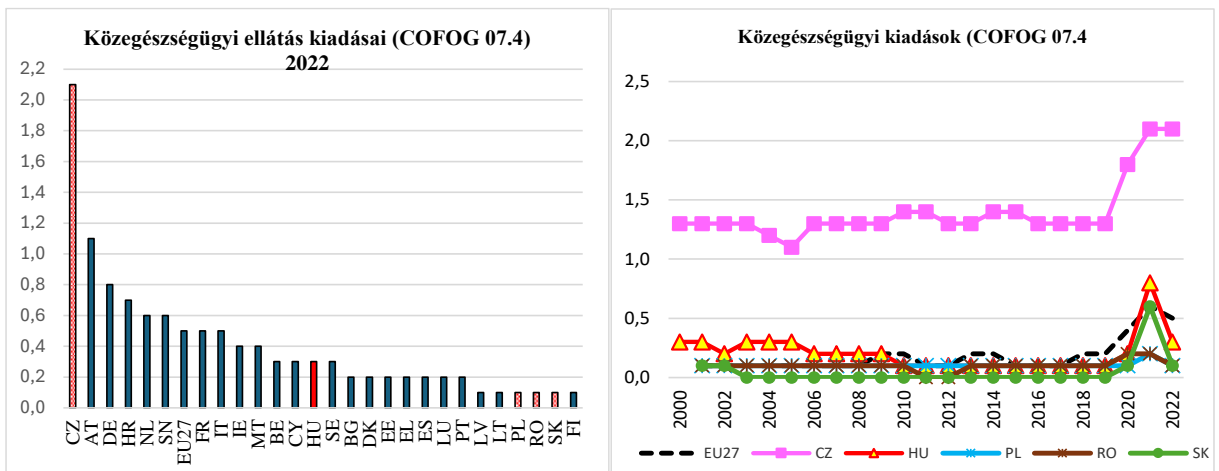 Közegészségügyi ellátás kiadásai (COFOG 07.4)
2022
2,2
2,0
1,8
1,6
1,4
1,2
1,0
0,8
0,6
0,4
0,2
0,0
CZ
AT
DE
HR
NL
SN
EU27
FR
IT
IE
MT
BE
CY
HU
SE
BG
DK
EE
EL
ES
LU
PT
LV
LT
PL
RO
SK
FI
Közegészségügyi kiadások (COFOG 07.4
2,5
2,0
1,5
1,0
0,5
0,0
2000
2002
2004
2006
2008
2010
2012
2014
2016
2018
2020
2022
EU27 CZ HU PL RO SK